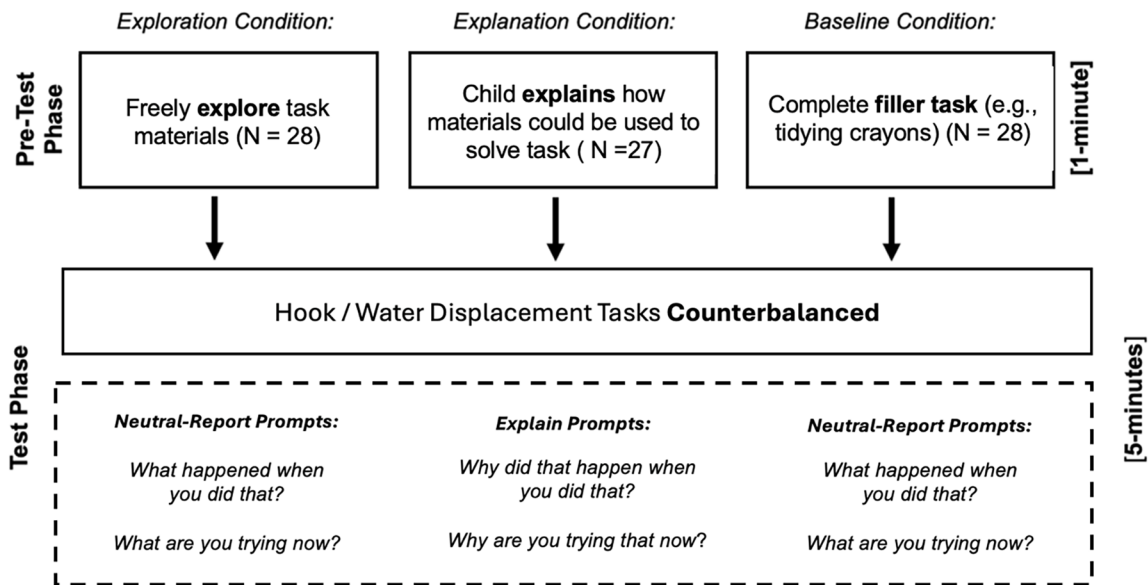 Exploration Condition:
Explanation Condition:
Baseline Condition:
Pre-Test
Phase
Freely explore task
materials (N = 28)
Child explains how
materials could be used to
solve task ( N =27)
Complete filler task (e.g.,
tidying crayons) (N = 28)
[1-minute]
Hook / Water Displacement Tasks Counterbalanced
Test Phase
Neutral-Report Prompts:
What happened when
you did that?
What are you trying now?
Explain Prompts:
Why did that happen when
you did that?
Why are you trying that now?
Neutral-Report Prompts:
What happened when
you did that?
What are you trying now?
[5-minutes]